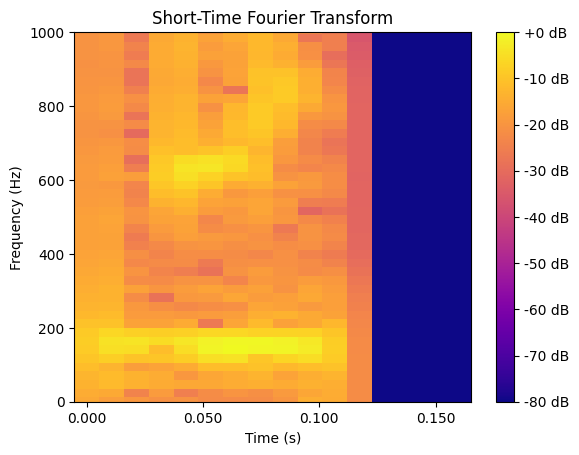 Short-Time Fourier Transform
1000
800
600
400
200
0
Frequency (Hz)
0.000
0.050
0.100
0.150
Time (s)
+0 dB
-10 dB
-20 dB
-30 dB
-40 dB
-50 dB
-60 dB
-70 dB
-80 dB